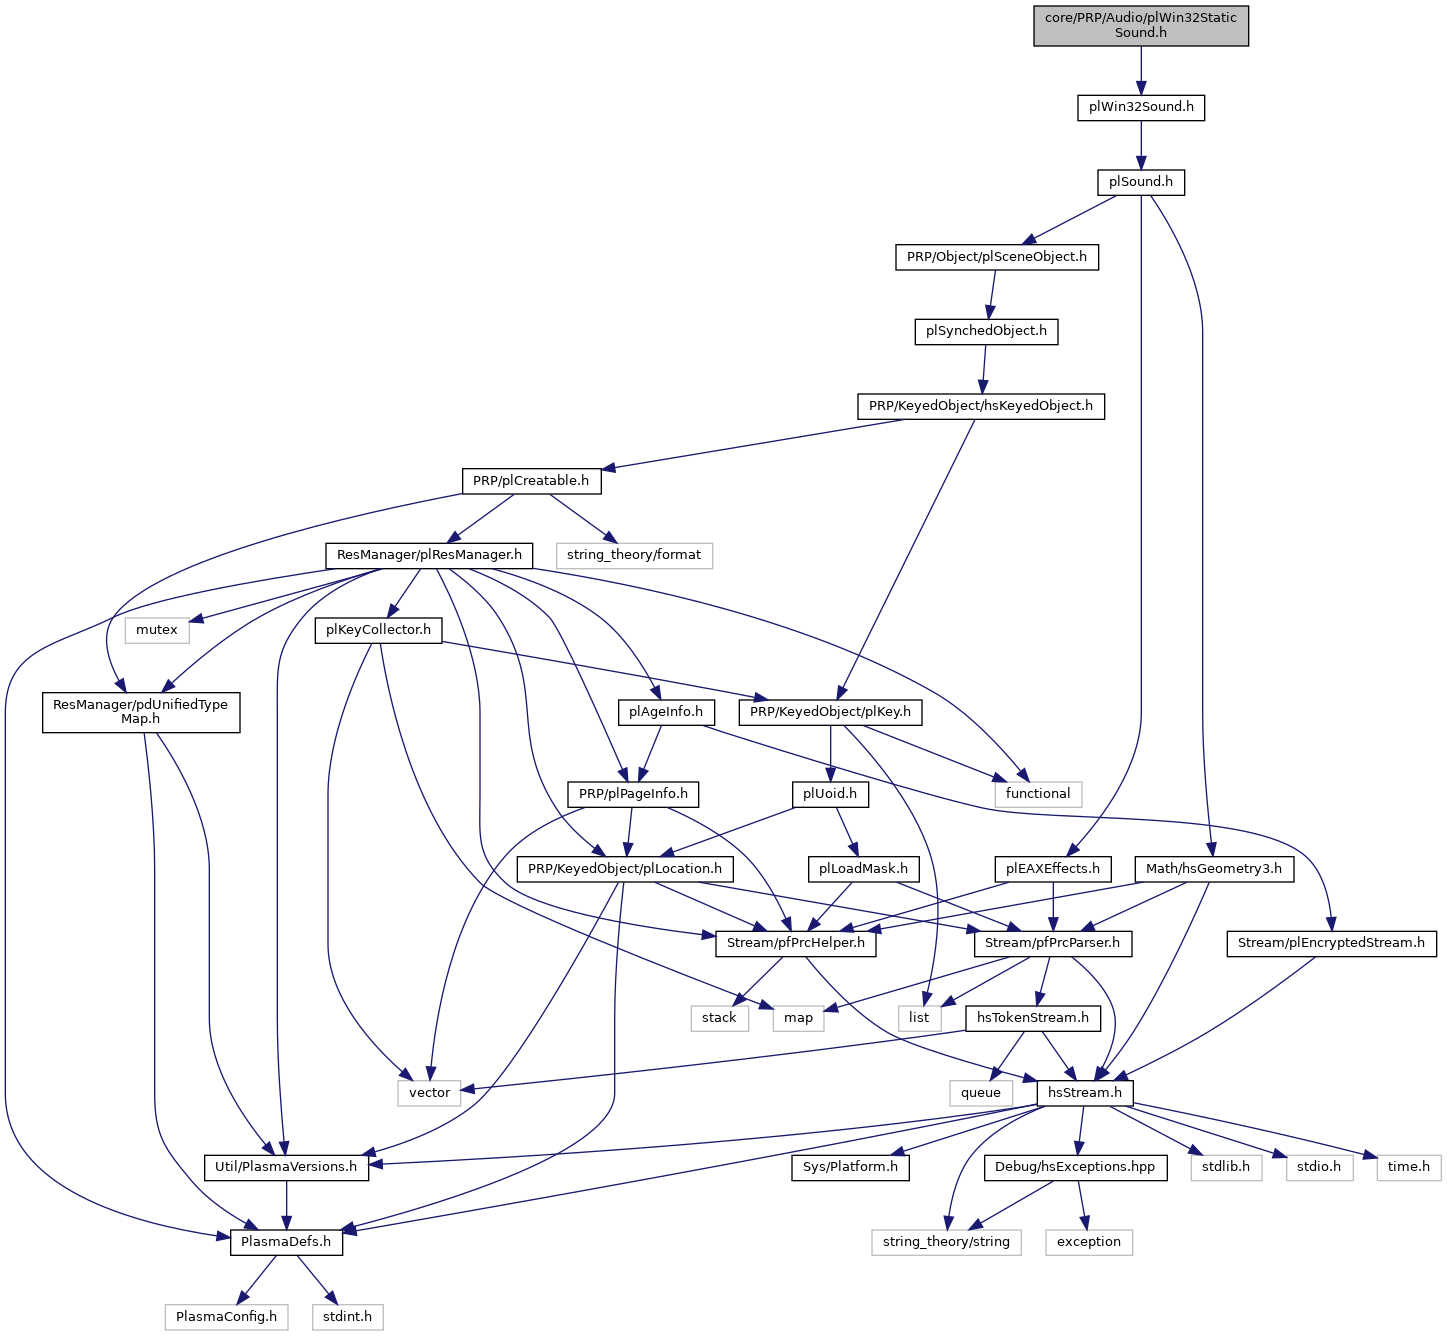 core/PRP/Audio/plWin32Static
Sound.h
plWin32Sound.h
plSound.h
PRP/Object/plSceneObject.h
plSynchedObject.h
PRP/KeyedObject/hsKeyedObject.h
PRP/plCreatable.h
ResManager/plResManager.h
string_theory/format
mutex
plKeyCollector.h
ResManager/pdUnifiedType
Map.h
plAgeInfo.h
PRP/KeyedObject/plKey.h
PRP/plPageInfo.h
plUoid.h
functional
PRP/KeyedObject/plLocation.h
plLoadMask.h
plEAXEffects.h
Math/hsGeometry3.h
Stream/pfPrcHelper.h
Stream/pfPrcParser.h
Stream/plEncryptedStream.h
stack
map
list
hsTokenStream.h
vector
queue
hsStream.h
Util/PlasmaVersions.h
Sys/Platform.h
Debug/hsExceptions.hpp
stdlib.h
stdio.h
time.h
PlasmaDefs.h
string_theory/string
exception
PlasmaConfig.h
stdint.h